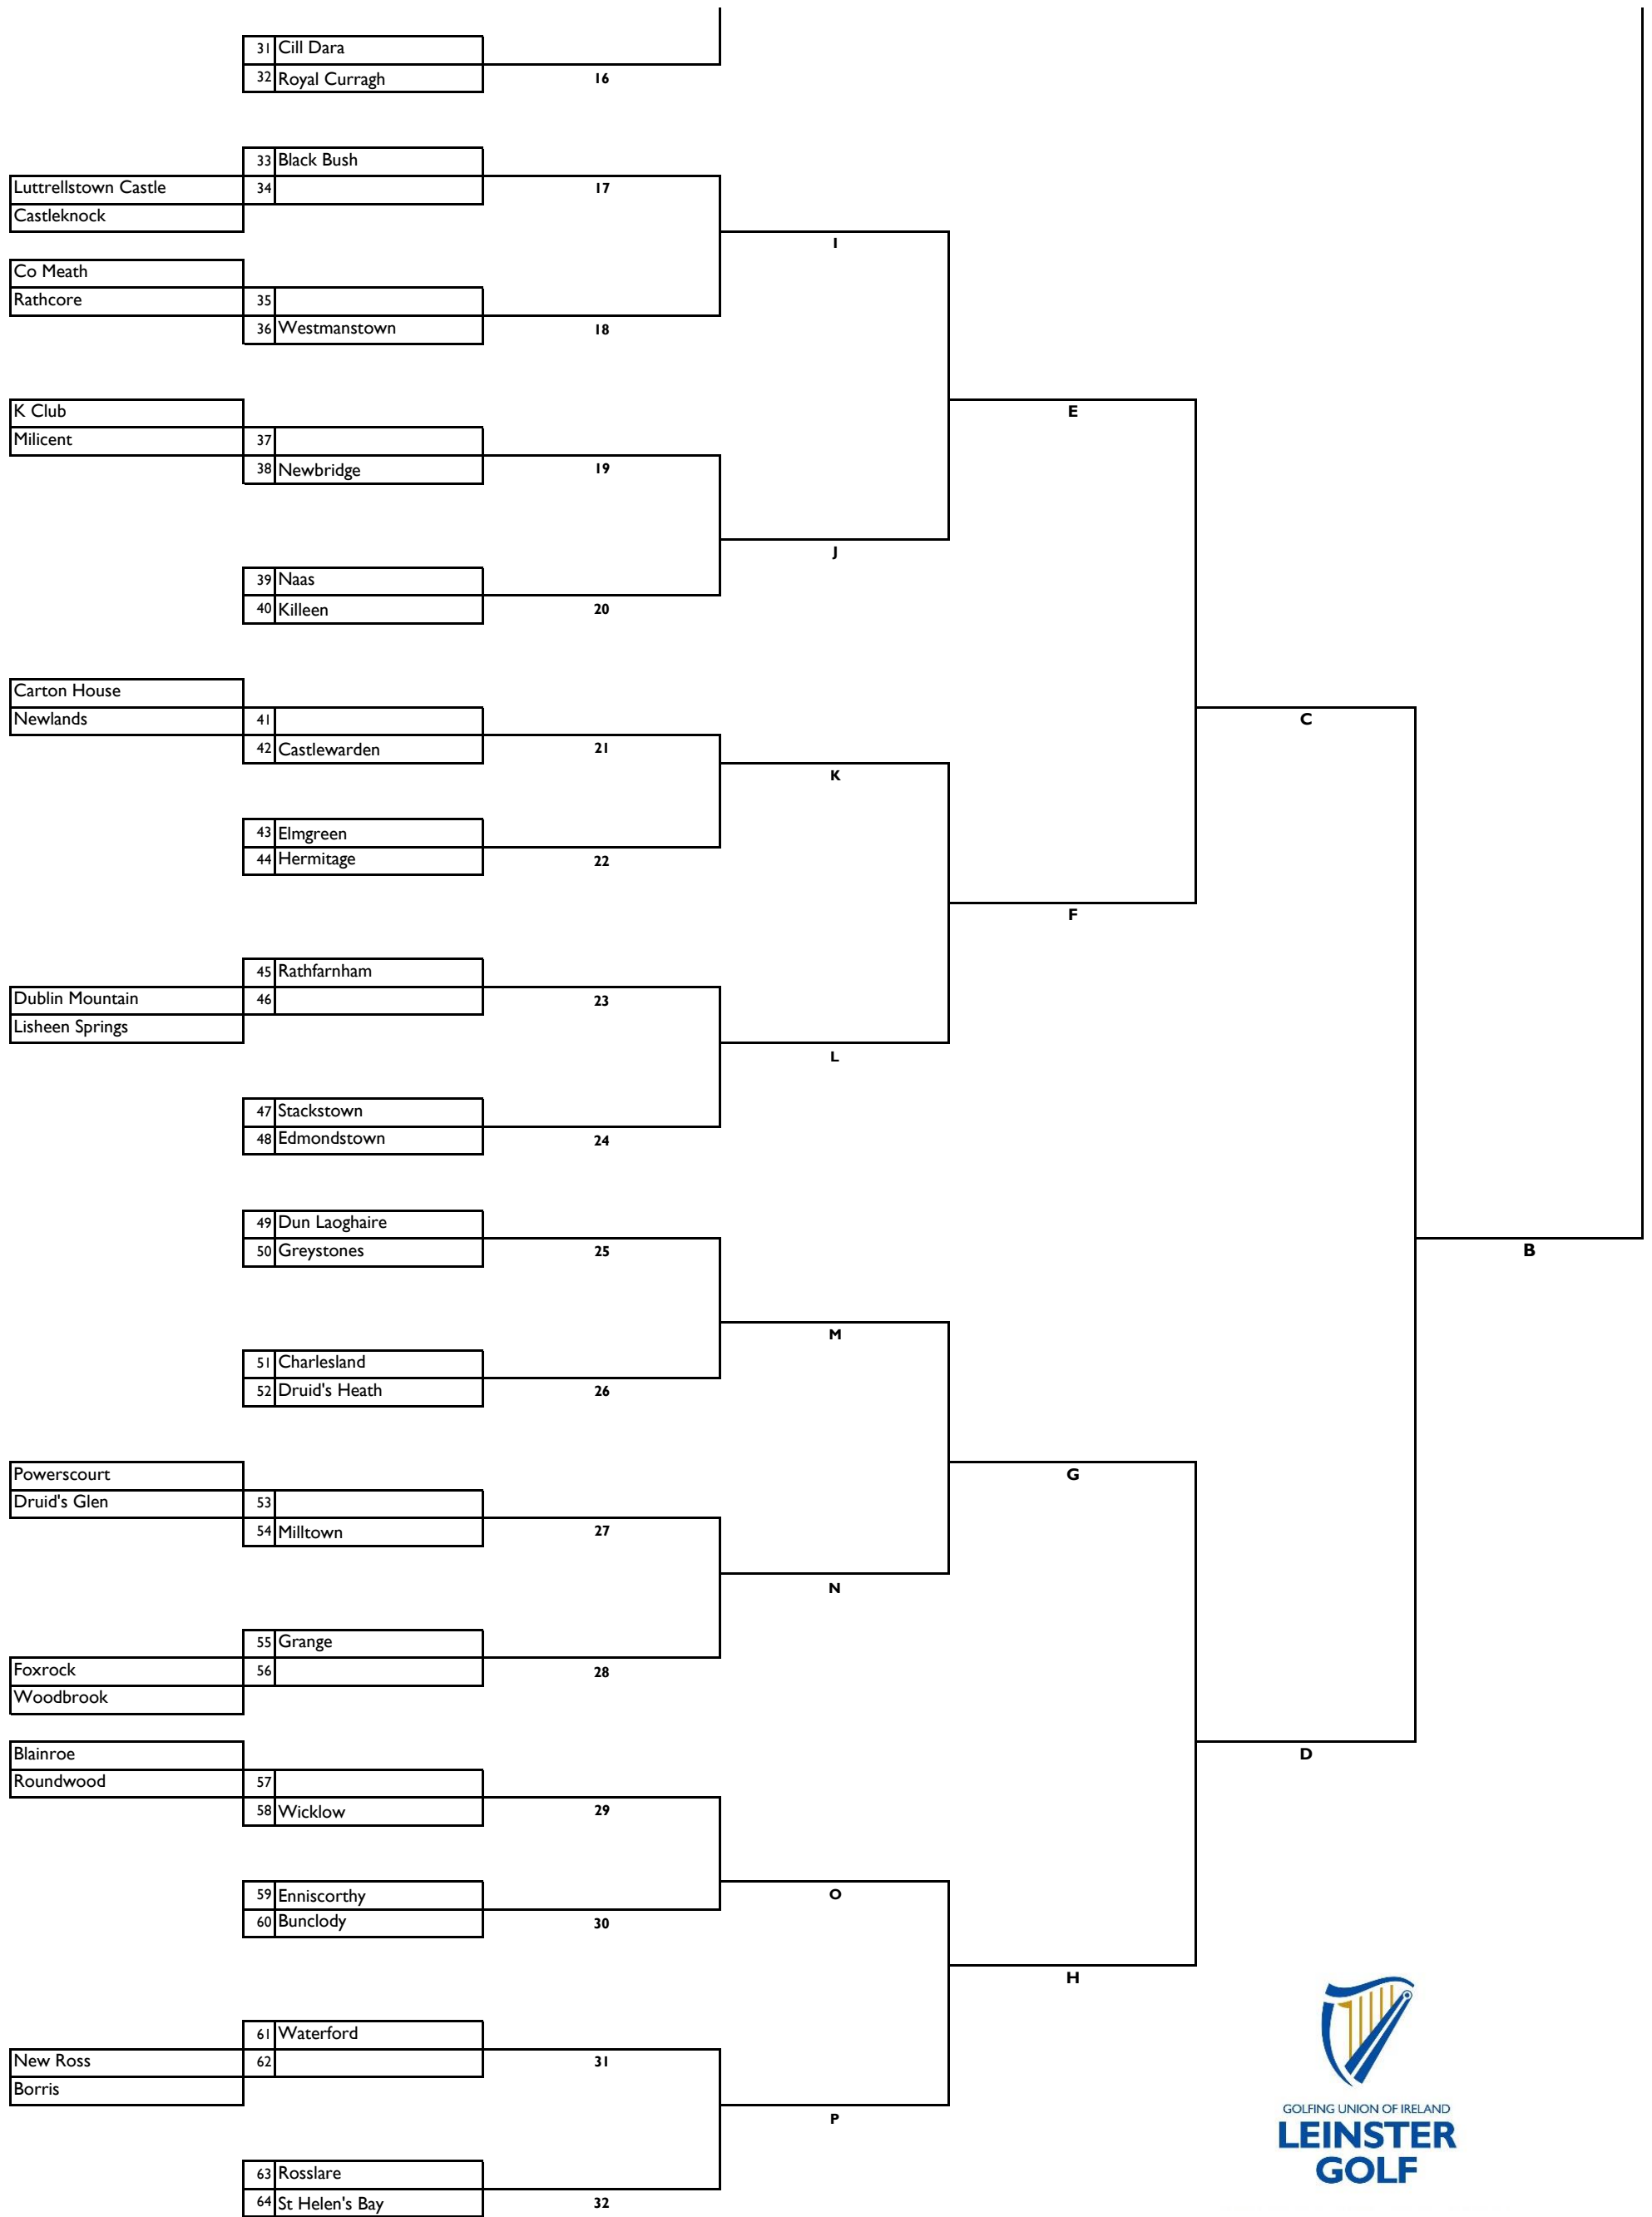 31 Cill Dara
32 Royal Curragh 16
33 Black Bush
Luttrellstown Castle 34 17
Castleknock
I
Co Meath
Rathcore 35
36 Westmanstown 18
K Club E
Milicent 37
38 Newbridge 19
J
39 Naas
40 Killeen 20
Carton House
Newlands 41 C
42 Castlewarden 21
K
43 Elmgreen
44 Hermitage 22
F
45 Rathfarnham
Dublin Mountain 46 23
Lisheen Springs
L
47 Stackstown
48 Edmondstown 24
49 Dun Laoghaire
50 Greystones 25 B
M
51 Charlesland
52 Druid's Heath 26
Powerscourt G
Druid's Glen 53
54 Milltown 27
N
55 Grange
Foxrock 56 28
Woodbrook
Blainroe D
Roundwood 57
58 Wicklow 29
59 Enniscorthy O
60 Bunclody 30
H
61 Waterford
New Ross 62 31
Borris
P
GOLFING UNION OF IRELAND
LEINSTER
GOLF
63 Rosslare
64 St Helen's Bay 32